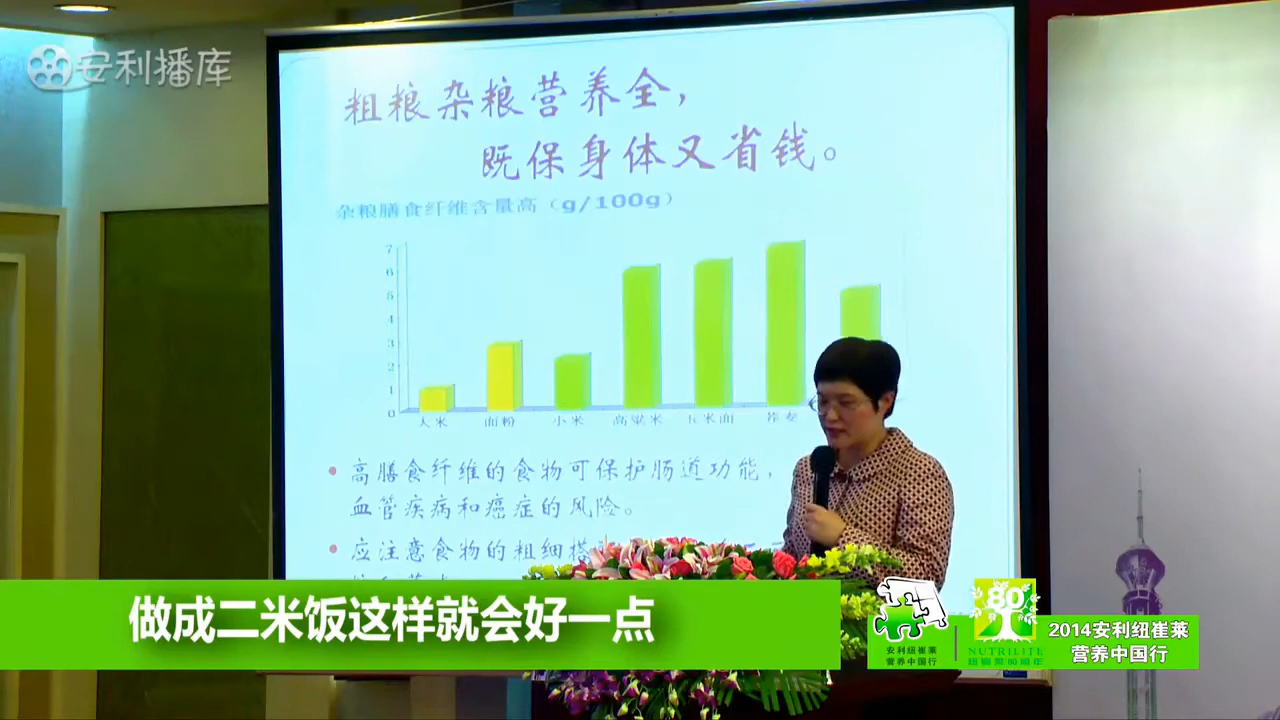 安利播库
粗粮杂粮营养全，
既保身体又省钱。
杂粮膳食纤维含量高（g/100g）
7
6
5
4
3
2
1
0
大米 面粉 小米 高粱米 玉米面 荞麦
高膳食纤维的食物可保护肠道功能，
血管疾病和癌症的风险。
应注意食物的粗细搭
做成二米饭这样就会好一点
安利纽崔莱
营养中国行
80
NUTRILITE
纽崔莱80周年
2014安利纽崔莱
营养中国行